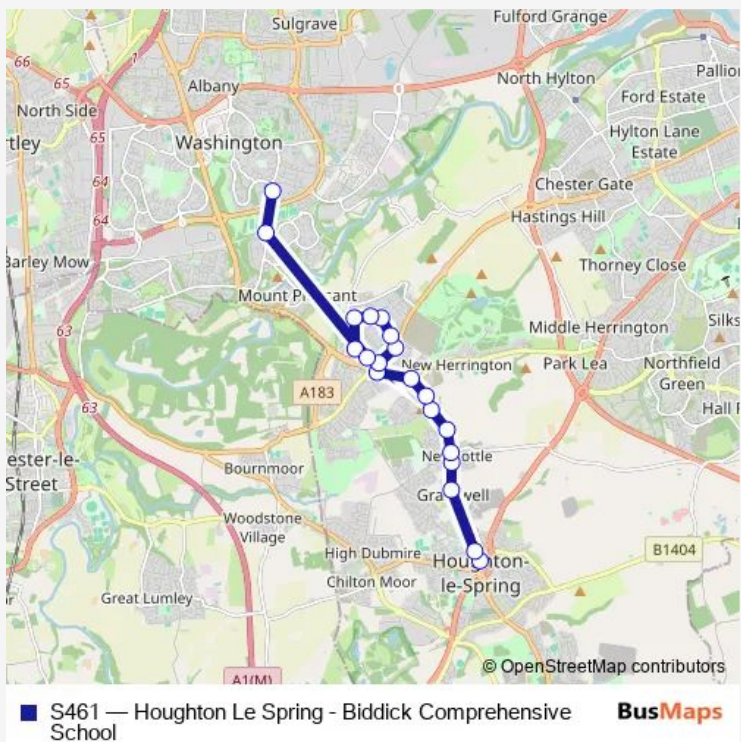 Fulford Grange
Sulgrave
66
65
1
North Hylton
Pallio
Albany
North Side
Ford Estate
tley
65
Washington
Hylton Lane
Estate
64
Chester Gate
64
Hastings Hill
Barley Mow
Thorney Close
Mount Pleasant
63
Middle Herrington
Silks
New Herrington
Park Lea
Northfield
Green
A183
63
Hall F
ester-le-
Street
Newbottle
Bournmoor
Grasswell
Woodstone
Village
High Dubmire
B1404
Houghton-
le-Spring
Chilton Moor
Great Lumley
A1(M)
© OpenStreetMap contributors
S461 — Houghton Le Spring - Biddick Comprehensive
School
BusMaps